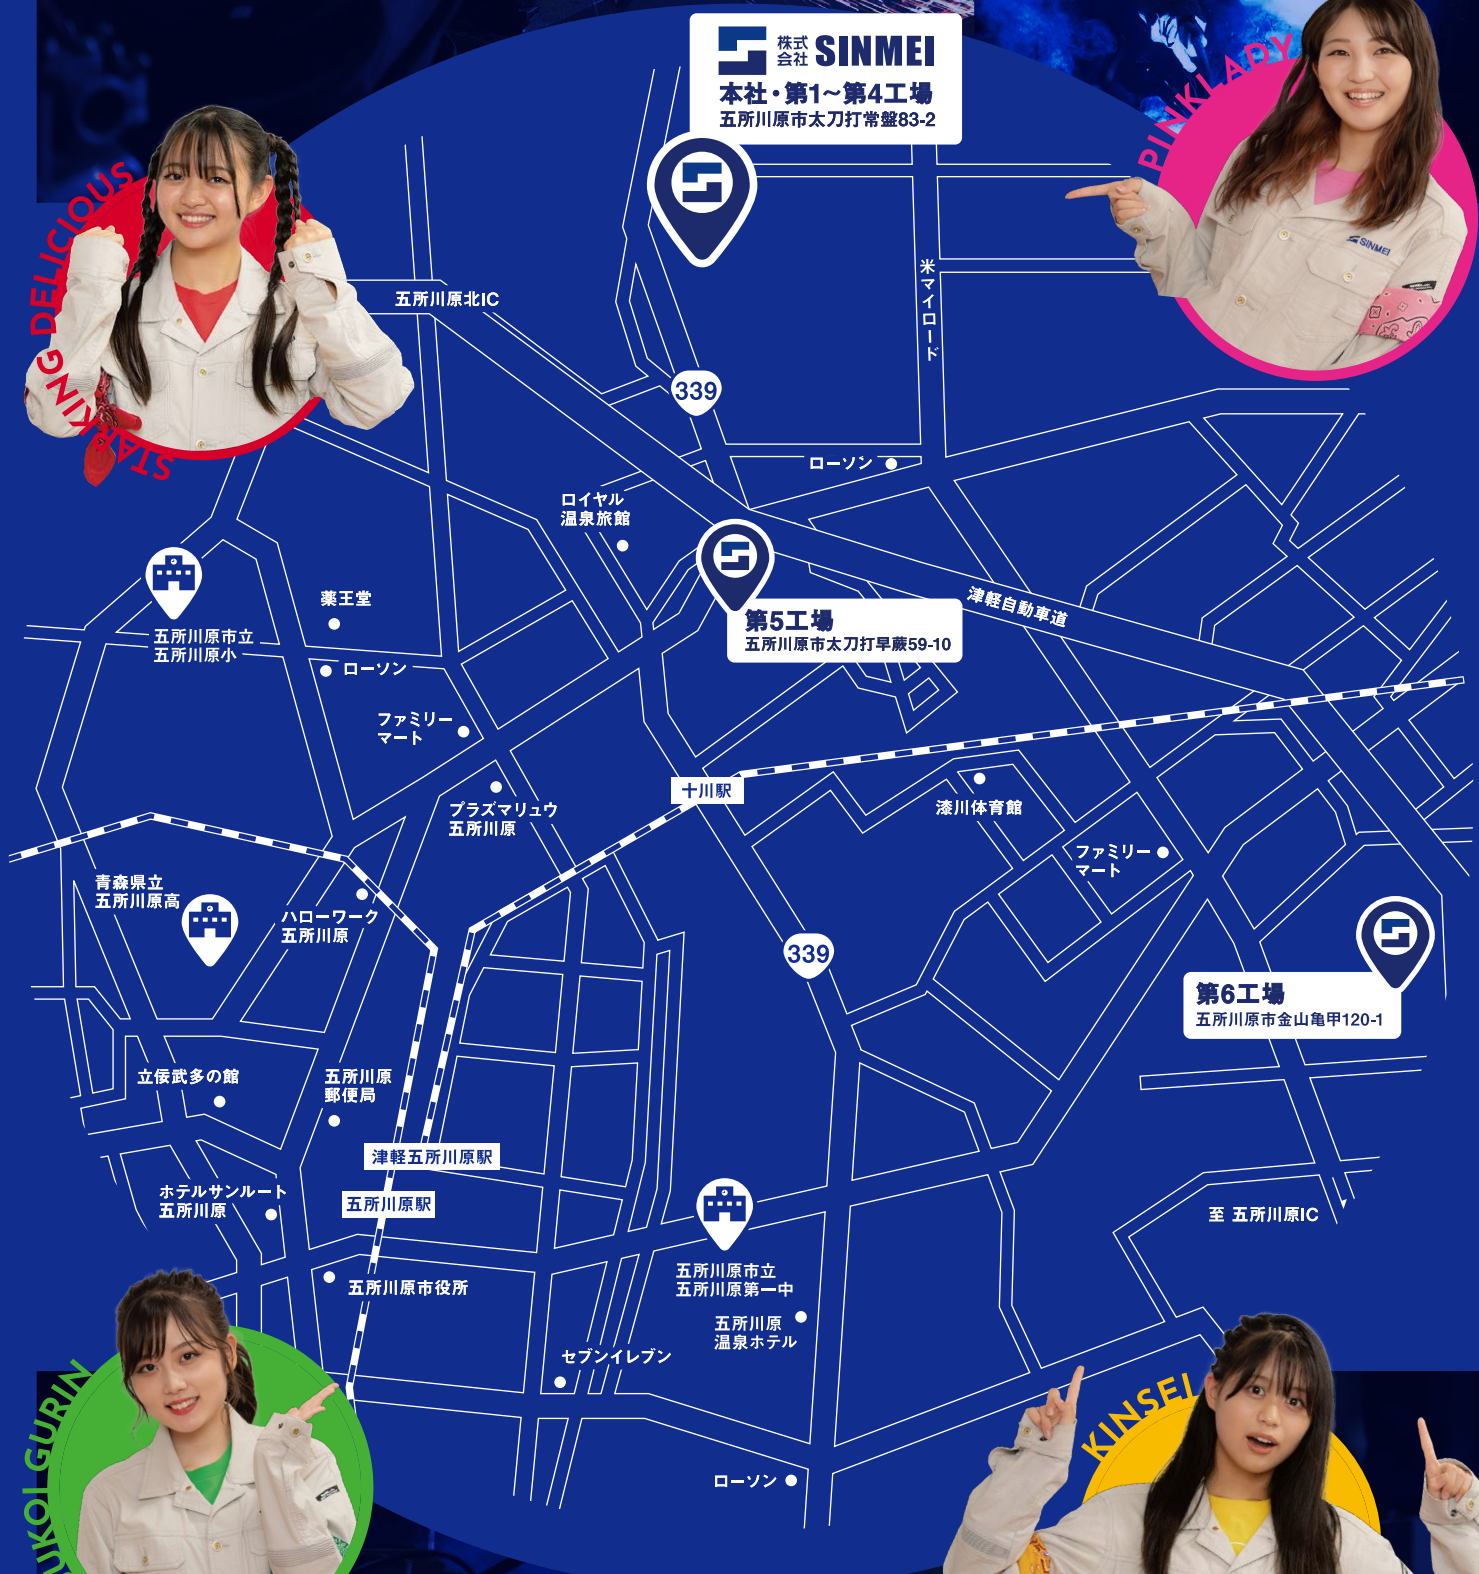 株式
会社 SINMEI
本社・第1〜第4工場
五所川原市太刀打常盤83-2
PINKLADY
SINMEI
STARKING DELICIOUS
米マイロード
五所川原北IC
339
ローソン
ロイヤル
温泉旅館
第5工場
五所川原市太刀打早蕨59-10
津軽自動車道
薬王堂
五所川原市立
五所川原小
ローソン
ファミリー
マート
十川駅
プラズマリュウ
五所川原
漆川体育館
ファミリー
マート
青森県立
五所川原高
ハローワーク
五所川原
339
第6工場
五所川原市金山亀甲120-1
立佞武多の館
五所川原
郵便局
津軽五所川原駅
ホテルサンルート
五所川原
五所川原駅
至 五所川原IC
五所川原市立
五所川原第一中
五所川原市役所
五所川原
温泉ホテル
セブンイレブン
ローソン
UKOI GURIN
KINSEI